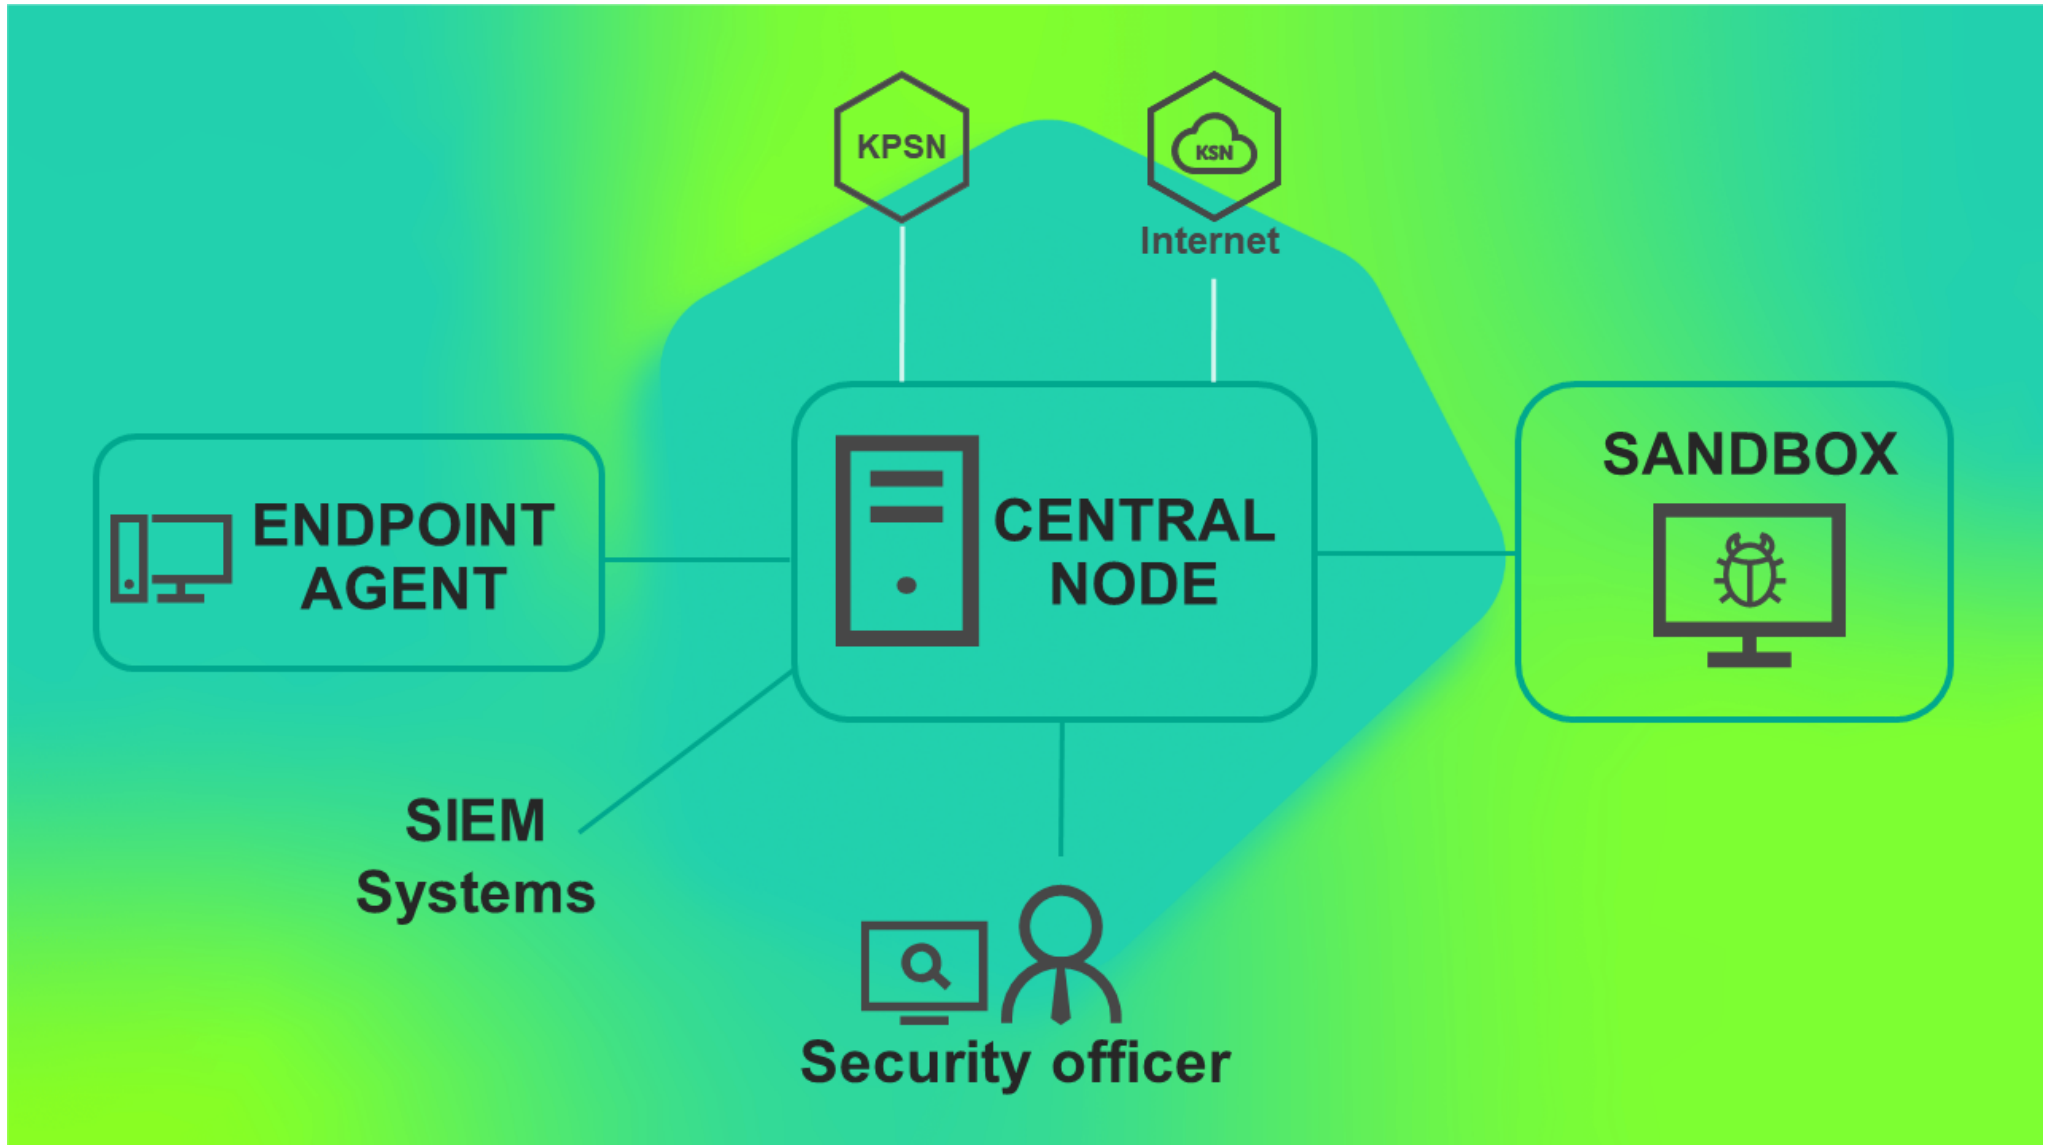 KPSN
KSN
Internet
ENDPOINT
AGENT
CENTRAL
NODE
SANDBOX
SIEM
Systems
Security officer